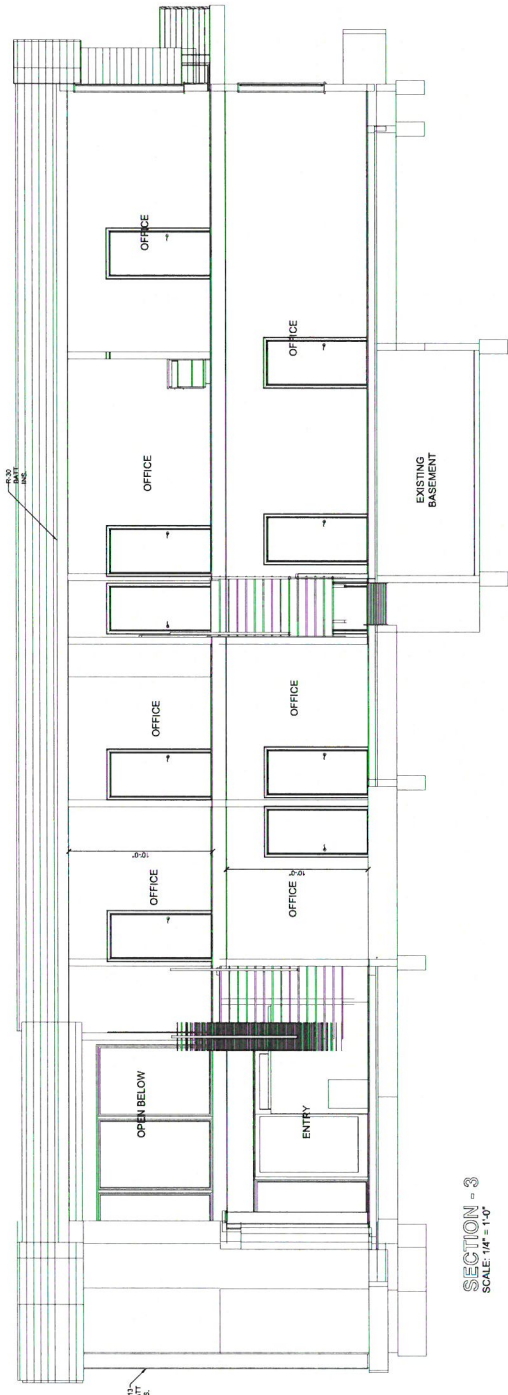 R-30
BATT
INS.
OPEN BELOW
OFFICE
10'-0"
OFFICE
OFFICE
OFFICE
ENTRY
OFFICE
10'-0"
OFFICE
OFFICE
EXISTING
BASEMENT
SECTION - 3
SCALE: 1/4" = 1'-0"